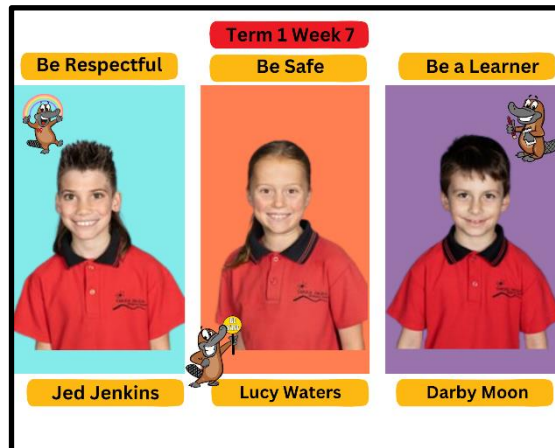 Term 1 Week 7
Be Respectful
Be Safe
Be a Learner
Jed Jenkins
Lucy Waters
Darby Moon